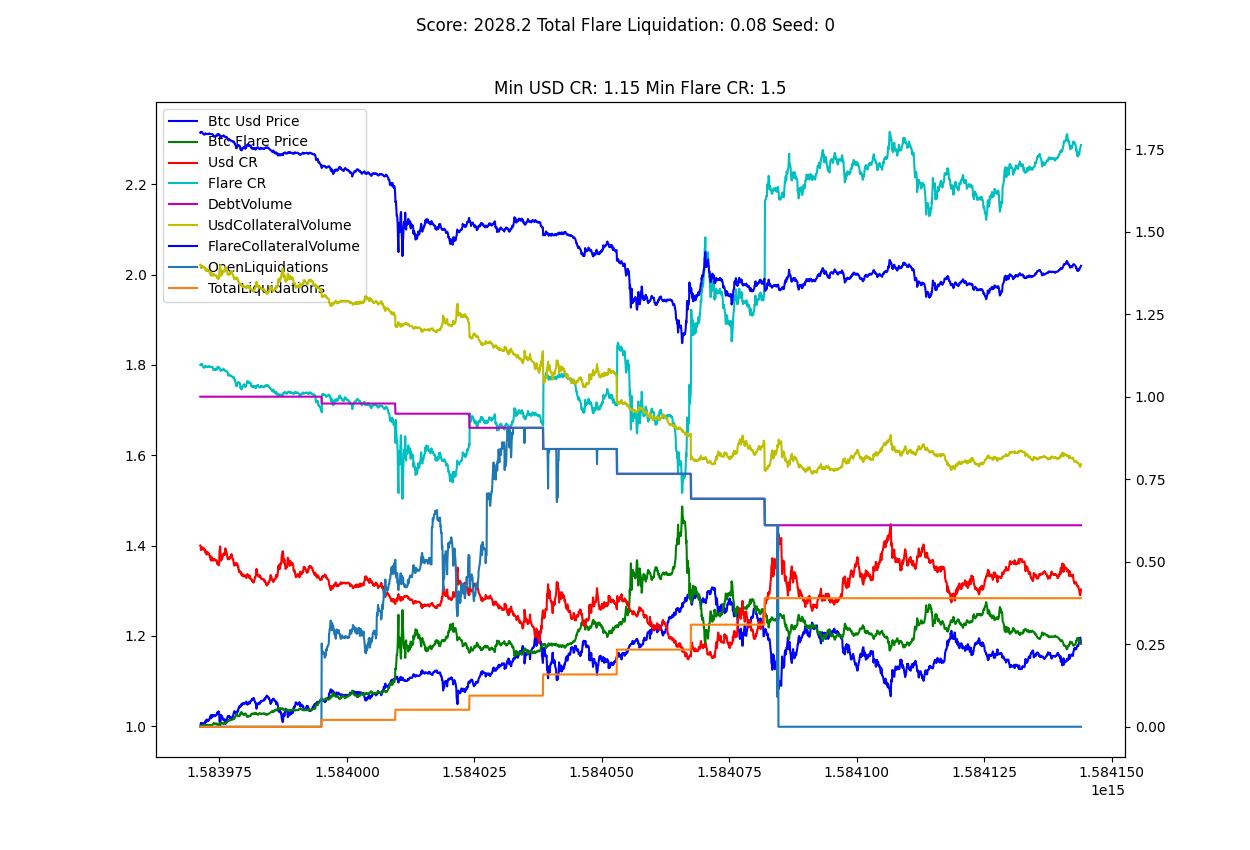 Score: 2028.2 Total Flare Liquidation: 0.08 Seed: 0
Min USD CR: 1.15 Min Flare CR: 1.5
Btc Usd Price
Btc Flare Price
Usd CR
Flare CR
DebtVolume
UsdCollateralVolume
FlareCollateralVolume
OpenLiquidations
TotalLiquidations
2.2
2.0
1.8
1.6
1.4
1.2
1.0
1.75
1.50
1.25
1.00
0.75
0.50
0.25
0.00
1.583975 1.584000 1.584025 1.584050 1.584075 1.584100 1.584125 1.584150
1e15